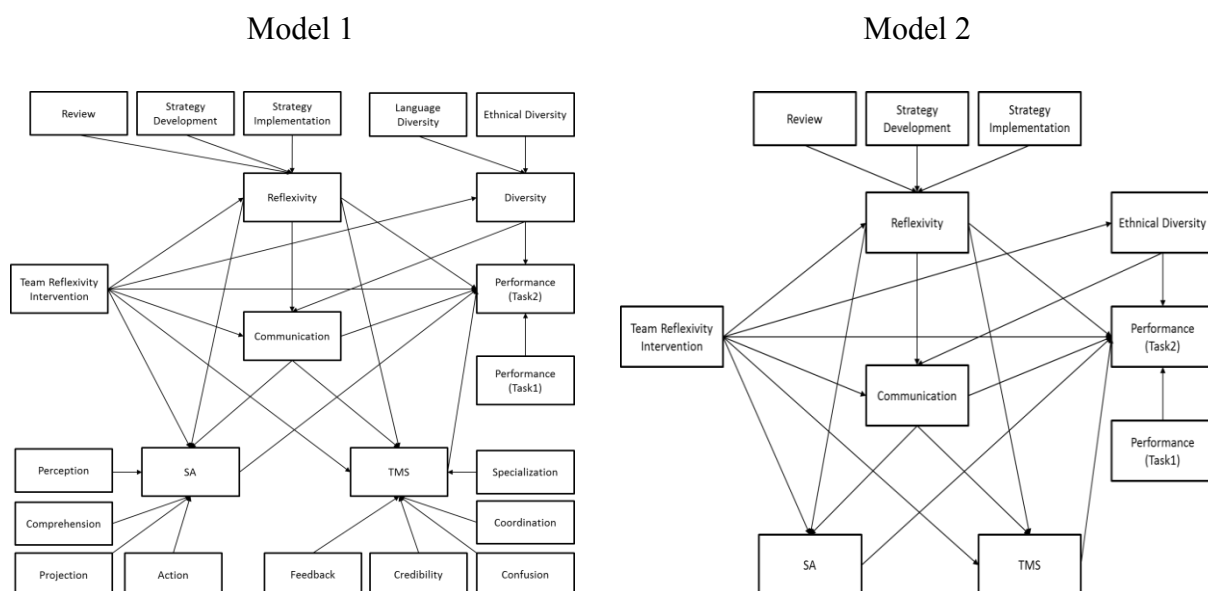 Model 1
Review
Strategy
Development
Strategy
Implementation
Language
Diversity
Ethnical Diversity
Reflexivity
Diversity
Team Reflexivity
Intervention
Performance
(Task2)
Communication
Performance
(Task1)
Perception
SA
TMS
Specialization
Comprehension
Coordination
Projection
Action
Feedback
Credibility
Confusion
Model 2
Review
Strategy
Development
Strategy
Implementation
Reflexivity
Ethnical Diversity
Team Reflexivity
Intervention
Performance
(Task2)
Communication
Performance
(Task1)
SA
TMS